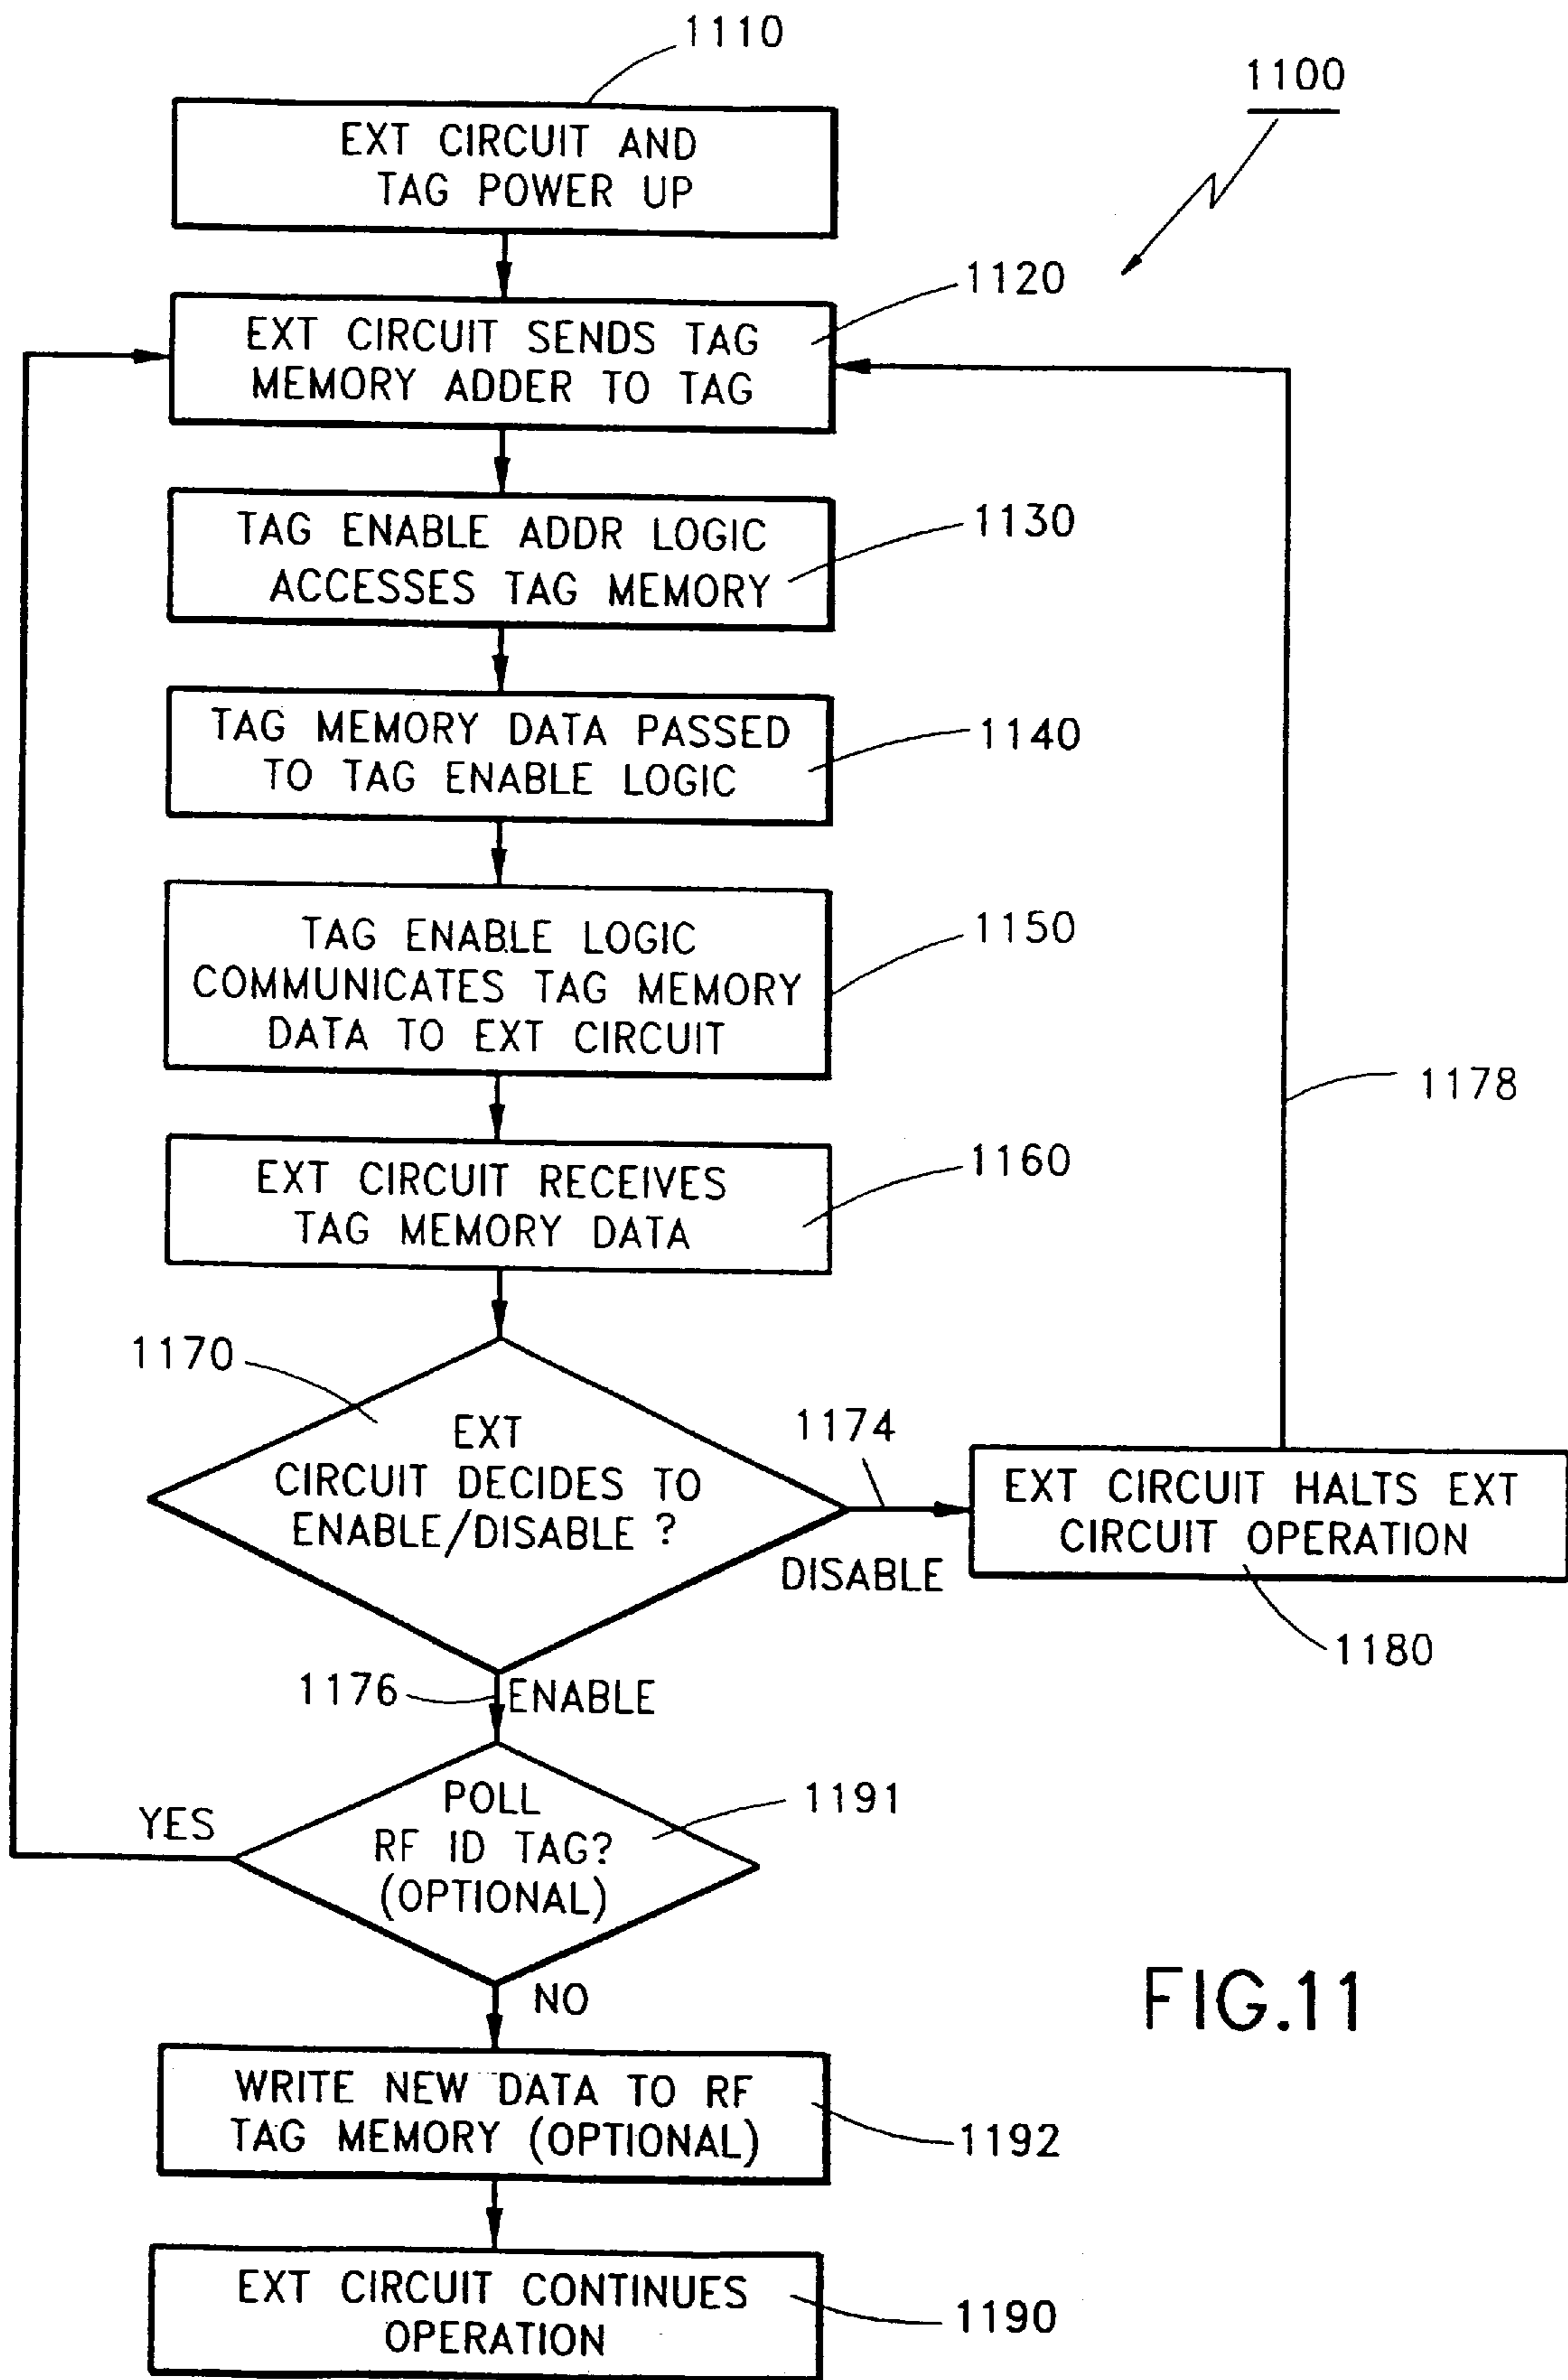 1110
1100
EXT CIRCUIT AND
TAG POWER UP
1120
EXT CIRCUIT SENDS TAG
MEMORY ADDER TO TAG
1130
TAG ENABLE ADDR LOGIC
ACCESSES TAG MEMORY
1140
TAG MEMORY DATA PASSED
TO TAG ENABLE LOGIC
1150
TAG ENABLE LOGIC
COMMUNICATES TAG MEMORY
DATA TO EXT CIRCUIT
1178
1160
EXT CIRCUIT RECEIVES
TAG MEMORY DATA
1170
EXT
CIRCUIT DECIDES TO
ENABLE/DISABLE ?
1174
DISABLE
EXT CIRCUIT HALTS EXT
CIRCUIT OPERATION
1180
1176
ENABLE
POLL
RF ID TAG?
(OPTIONAL)
1191
YES
NO
WRITE NEW DATA TO RF
TAG MEMORY (OPTIONAL)
1192
EXT CIRCUIT CONTINUES
OPERATION
1190
FIG.11